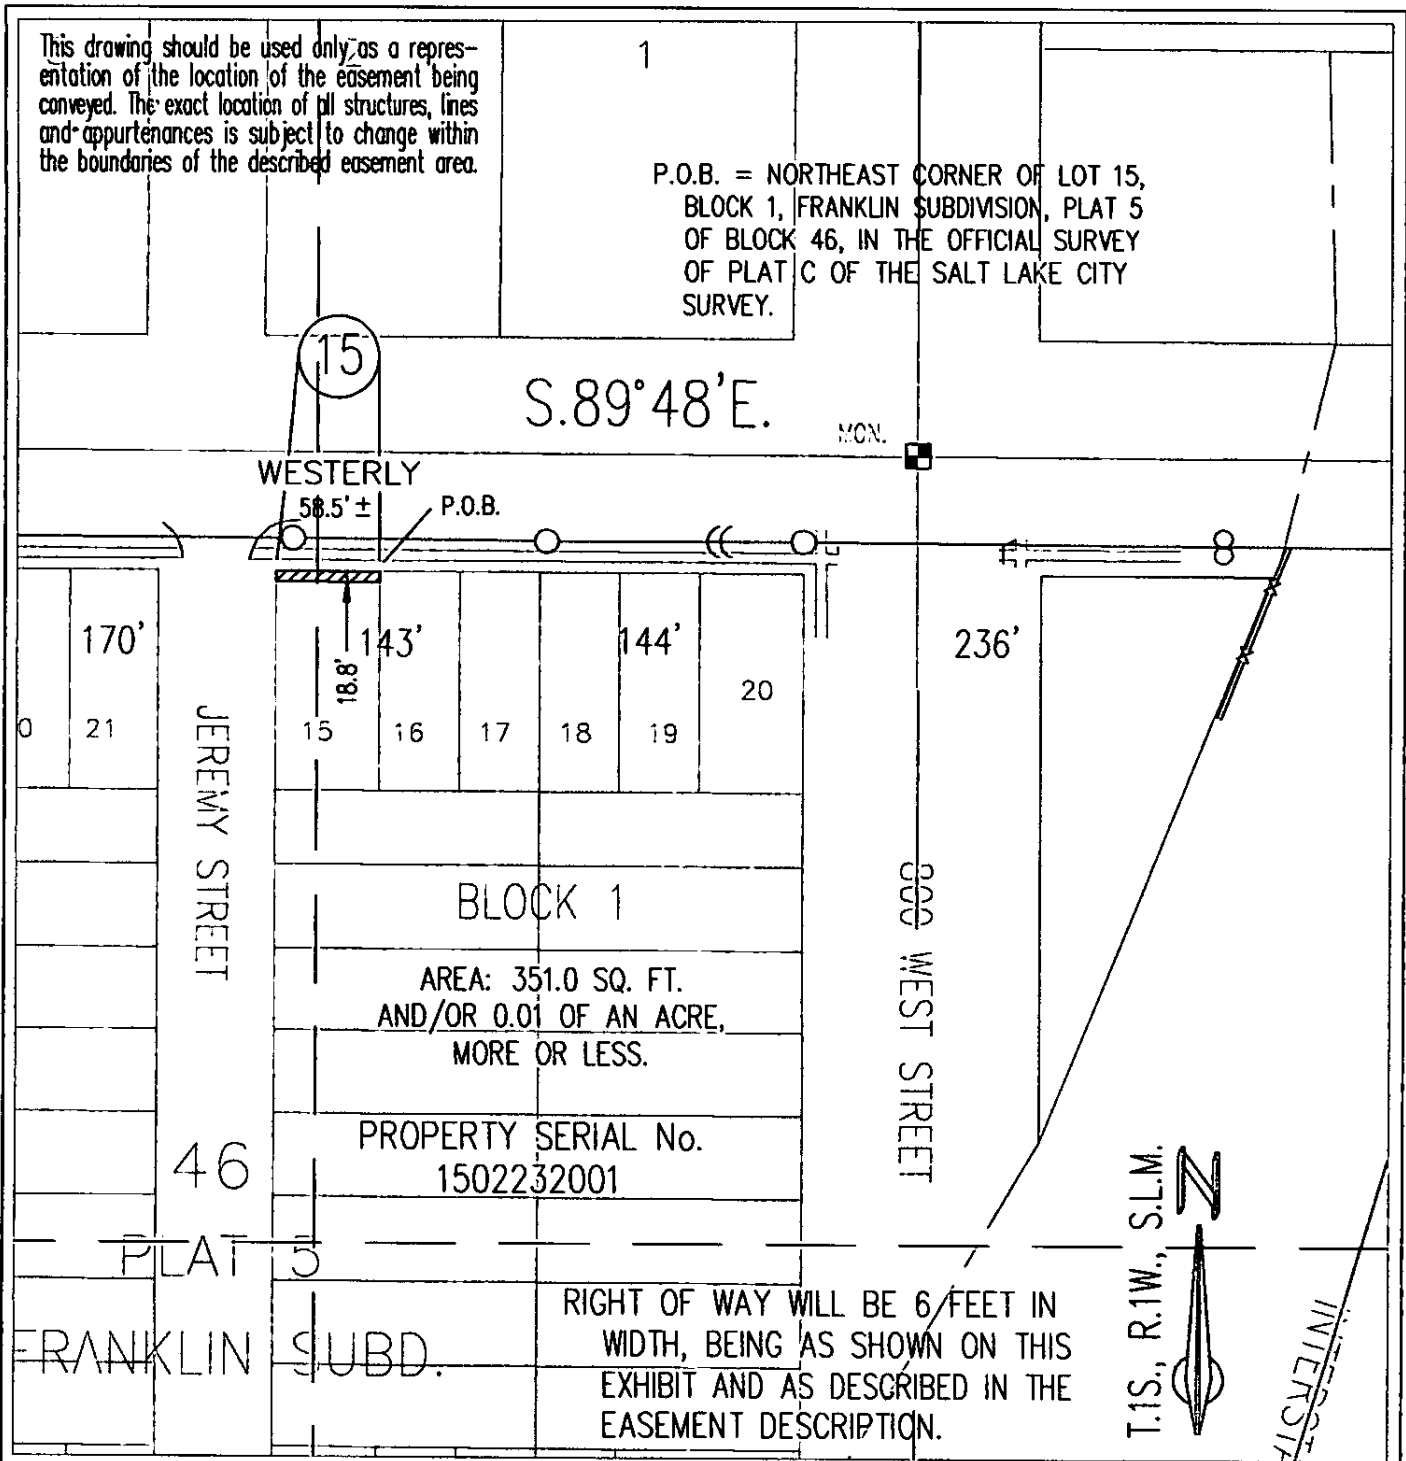 This drawing should be used only as a repres-
entation of the location of the easement being
conveyed. The exact location of all structures, lines
and appurtenances is subject to change within
the boundaries of the described easement area.
1
P.O.B. = NORTHEAST CORNER OF LOT 15,
BLOCK 1, FRANKLIN SUBDIVISION, PLAT 5
OF BLOCK 46, IN THE OFFICIAL SURVEY
OF PLAT C OF THE SALT LAKE CITY
SURVEY.
15
S.89°48'E.
MON.
WESTERLY
58.5' ±
P.O.B.
170'
143'
144'
236'
18.8'
0
21
15
16
17
18
19
20
JEREMY STREET
BLOCK 1
800 WEST STREET
AREA: 351.0 SQ. FT.
AND/OR 0.01 OF AN ACRE,
MORE OR LESS.
PROPERTY SERIAL No.
1502232001
46
PLAT 5
FRANKLIN SUBD.
RIGHT OF WAY WILL BE 6 FEET IN
WIDTH, BEING AS SHOWN ON THIS
EXHIBIT AND AS DESCRIBED IN THE
EASEMENT DESCRIPTION.
T.1S., R.1W., S.L.M.
N